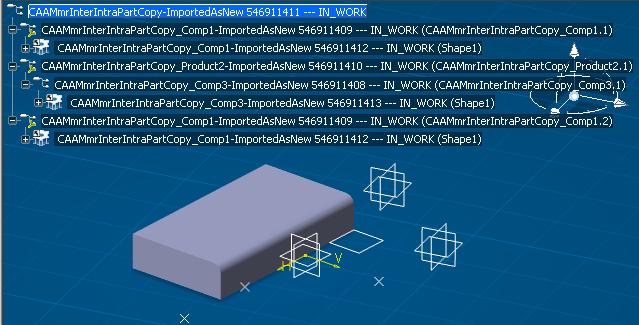 CAAMmrInterIntraPartCopy-ImportedAsNew 546911411 --- IN_WORK
CAAMmrInterIntraPartCopy_Comp1-ImportedAsNew 546911409 --- IN_WORK (CAAMmrInterIntraPartCopy_Comp1.1)
CAAMmrInterIntraPartCopy_Comp1-ImportedAsNew 546911412 --- IN_WORK (Shape1)
CAAMmrInterIntraPartCopy_Product2-ImportedAsNew 546911410 --- IN_WORK (CAAMmrInterIntraPartCopy_Product2.1)
CAAMmrInterIntraPartCopy_Comp3-ImportedAsNew 546911408 --- IN_WORK (CAAMmrInterIntraPartCopy_Comp3.1)
CAAMmrInterIntraPartCopy_Comp3-ImportedAsNew 546911413 --- IN_WORK (Shape1)
CAAMmrInterIntraPartCopy_Comp1-ImportedAsNew 546911409 --- IN_WORK (CAAMmrInterIntraPartCopy_Comp1.2)
CAAMmrInterIntraPartCopy_Comp1-ImportedAsNew 546911412 --- IN_WORK (Shape1)
V